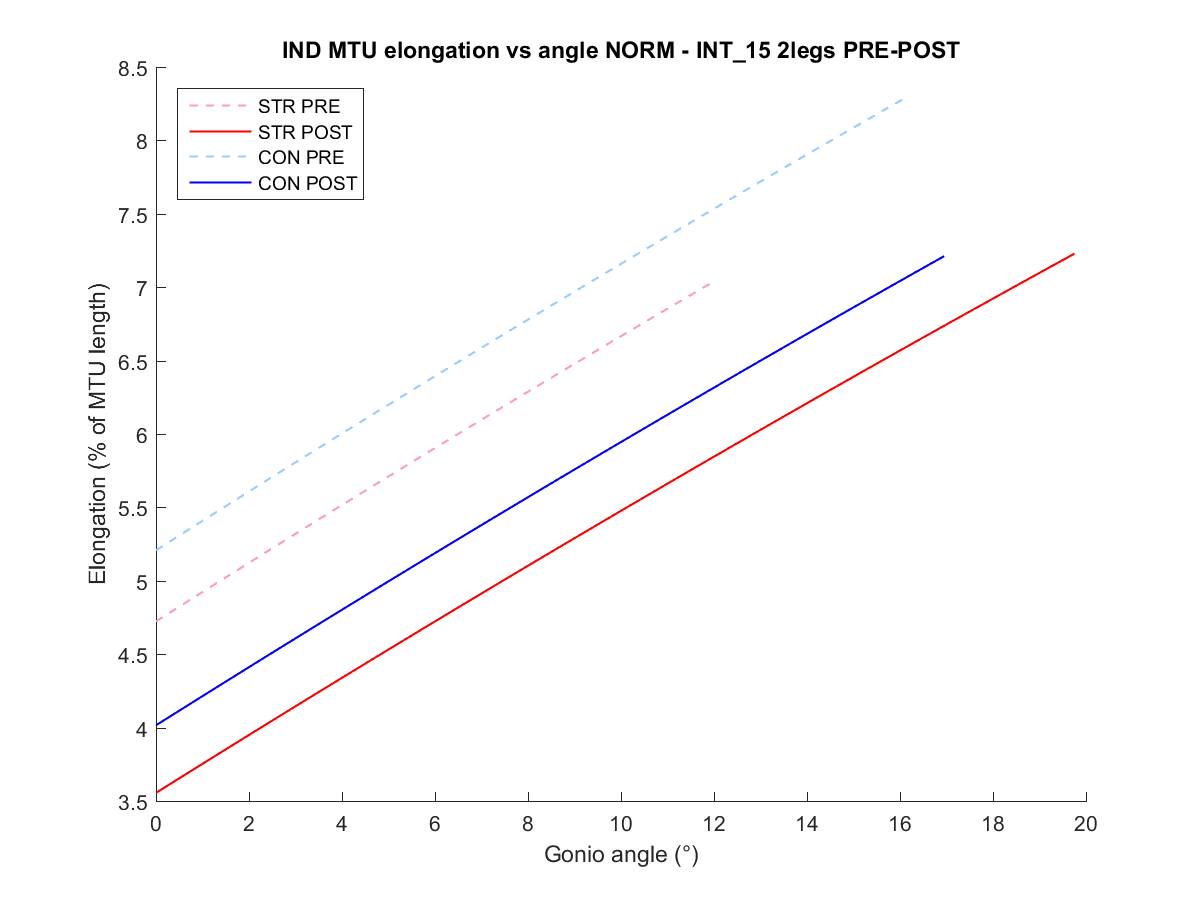 IND MTU elongation vs angle NORM - INT_15 2legs PRE-POST
8.5
8
7.5
7
6.5
6
5.5
5
4.5
4
3.5
STR PRE
STR POST
CON PRE
CON POST
Elongation (% of MTU length)
0 2 4 6 8 10 12 14 16 18 20
Gonio angle (°)